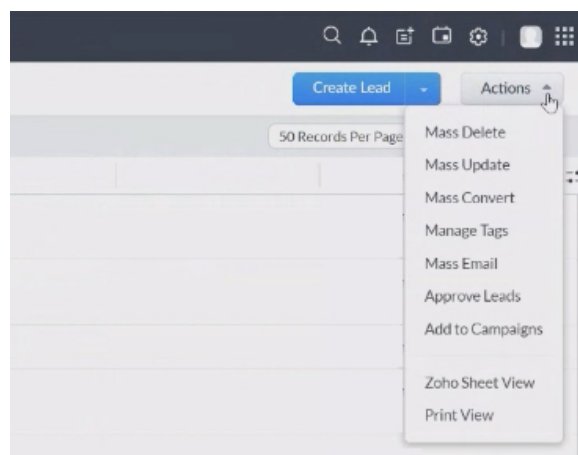 Create Lead
Actions
50 Records Per Page
Mass Delete
Mass Update
Mass Convert
Manage Tags
Mass Email
Approve Leads
Add to Campaigns
Zoho Sheet View
Print View